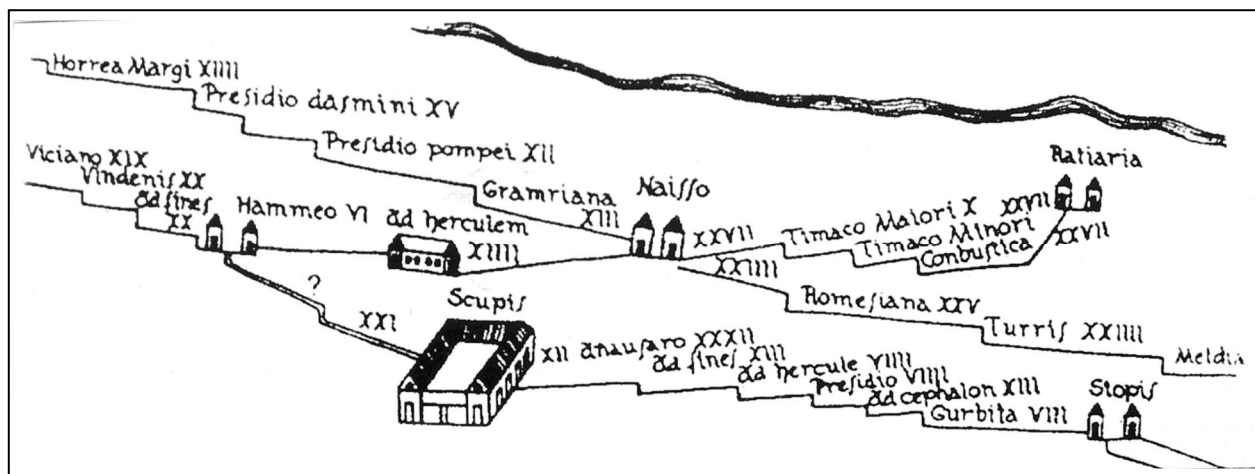 Horrea Margi XIIII
Presidio dasmini XV
Presidio pompei XII
Gramriana
XIII
Naisso
Ratiaria
Viciano XIX
Vindenis XX
ad fines
XX
Hammeo VI
ad herculem
XIIII
XXVII
Timaco Maiori X
XXVII
Timaco Minori
Conbustica
XXVII
XXIIII
Romesiana XXV
Turris XXIIII
Meldia
?
XXI
Scupis
XII
anausaro XXXII
ad fines XIII
ad hercule VIIII
Presidio VIIII
ad cephalon XIII
Gurbita VIII
Stopis